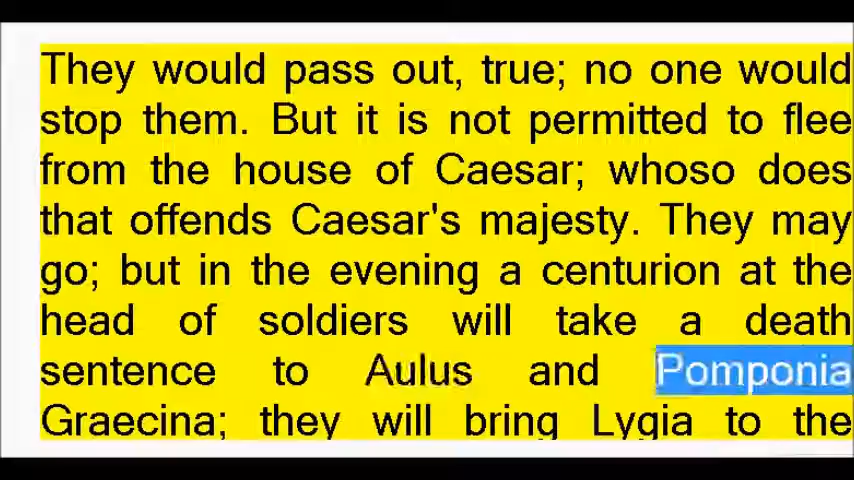 They would pass out, true; no one would
stop them. But it is not permitted to flee
from the house of Caesar; whoso does
that offends Caesar's majesty. They may
go; but in the evening a centurion at the
head of soldiers will take a death
sentence to Aulus and Pomponia
Graecina; they will bring Lygia to the